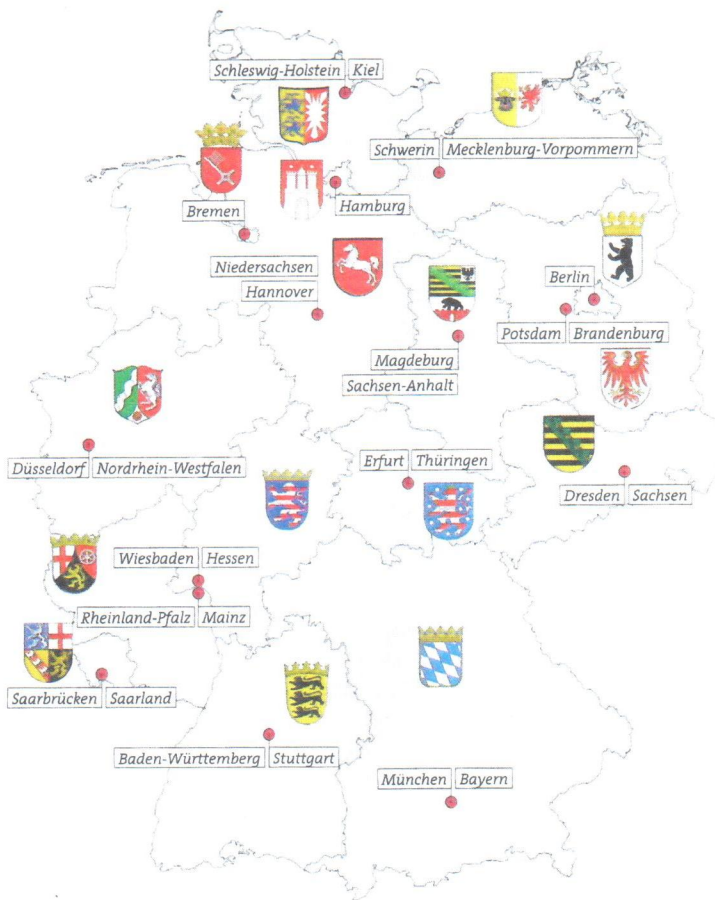 Schleswig-Holstein Kiel
Schwerin Mecklenburg-Vorpommern
Hamburg
Bremen
Niedersachsen
Hannover
Berlin
Potsdam Brandenburg
Magdeburg
Sachsen-Anhalt
Düsseldorf Nordrhein-Westfalen
Erfurt Thüringen
Dresden Sachsen
Wiesbaden Hessen
Rheinland-Pfalz Mainz
Saarbrücken Saarland
Baden-Württemberg Stuttgart
München Bayern